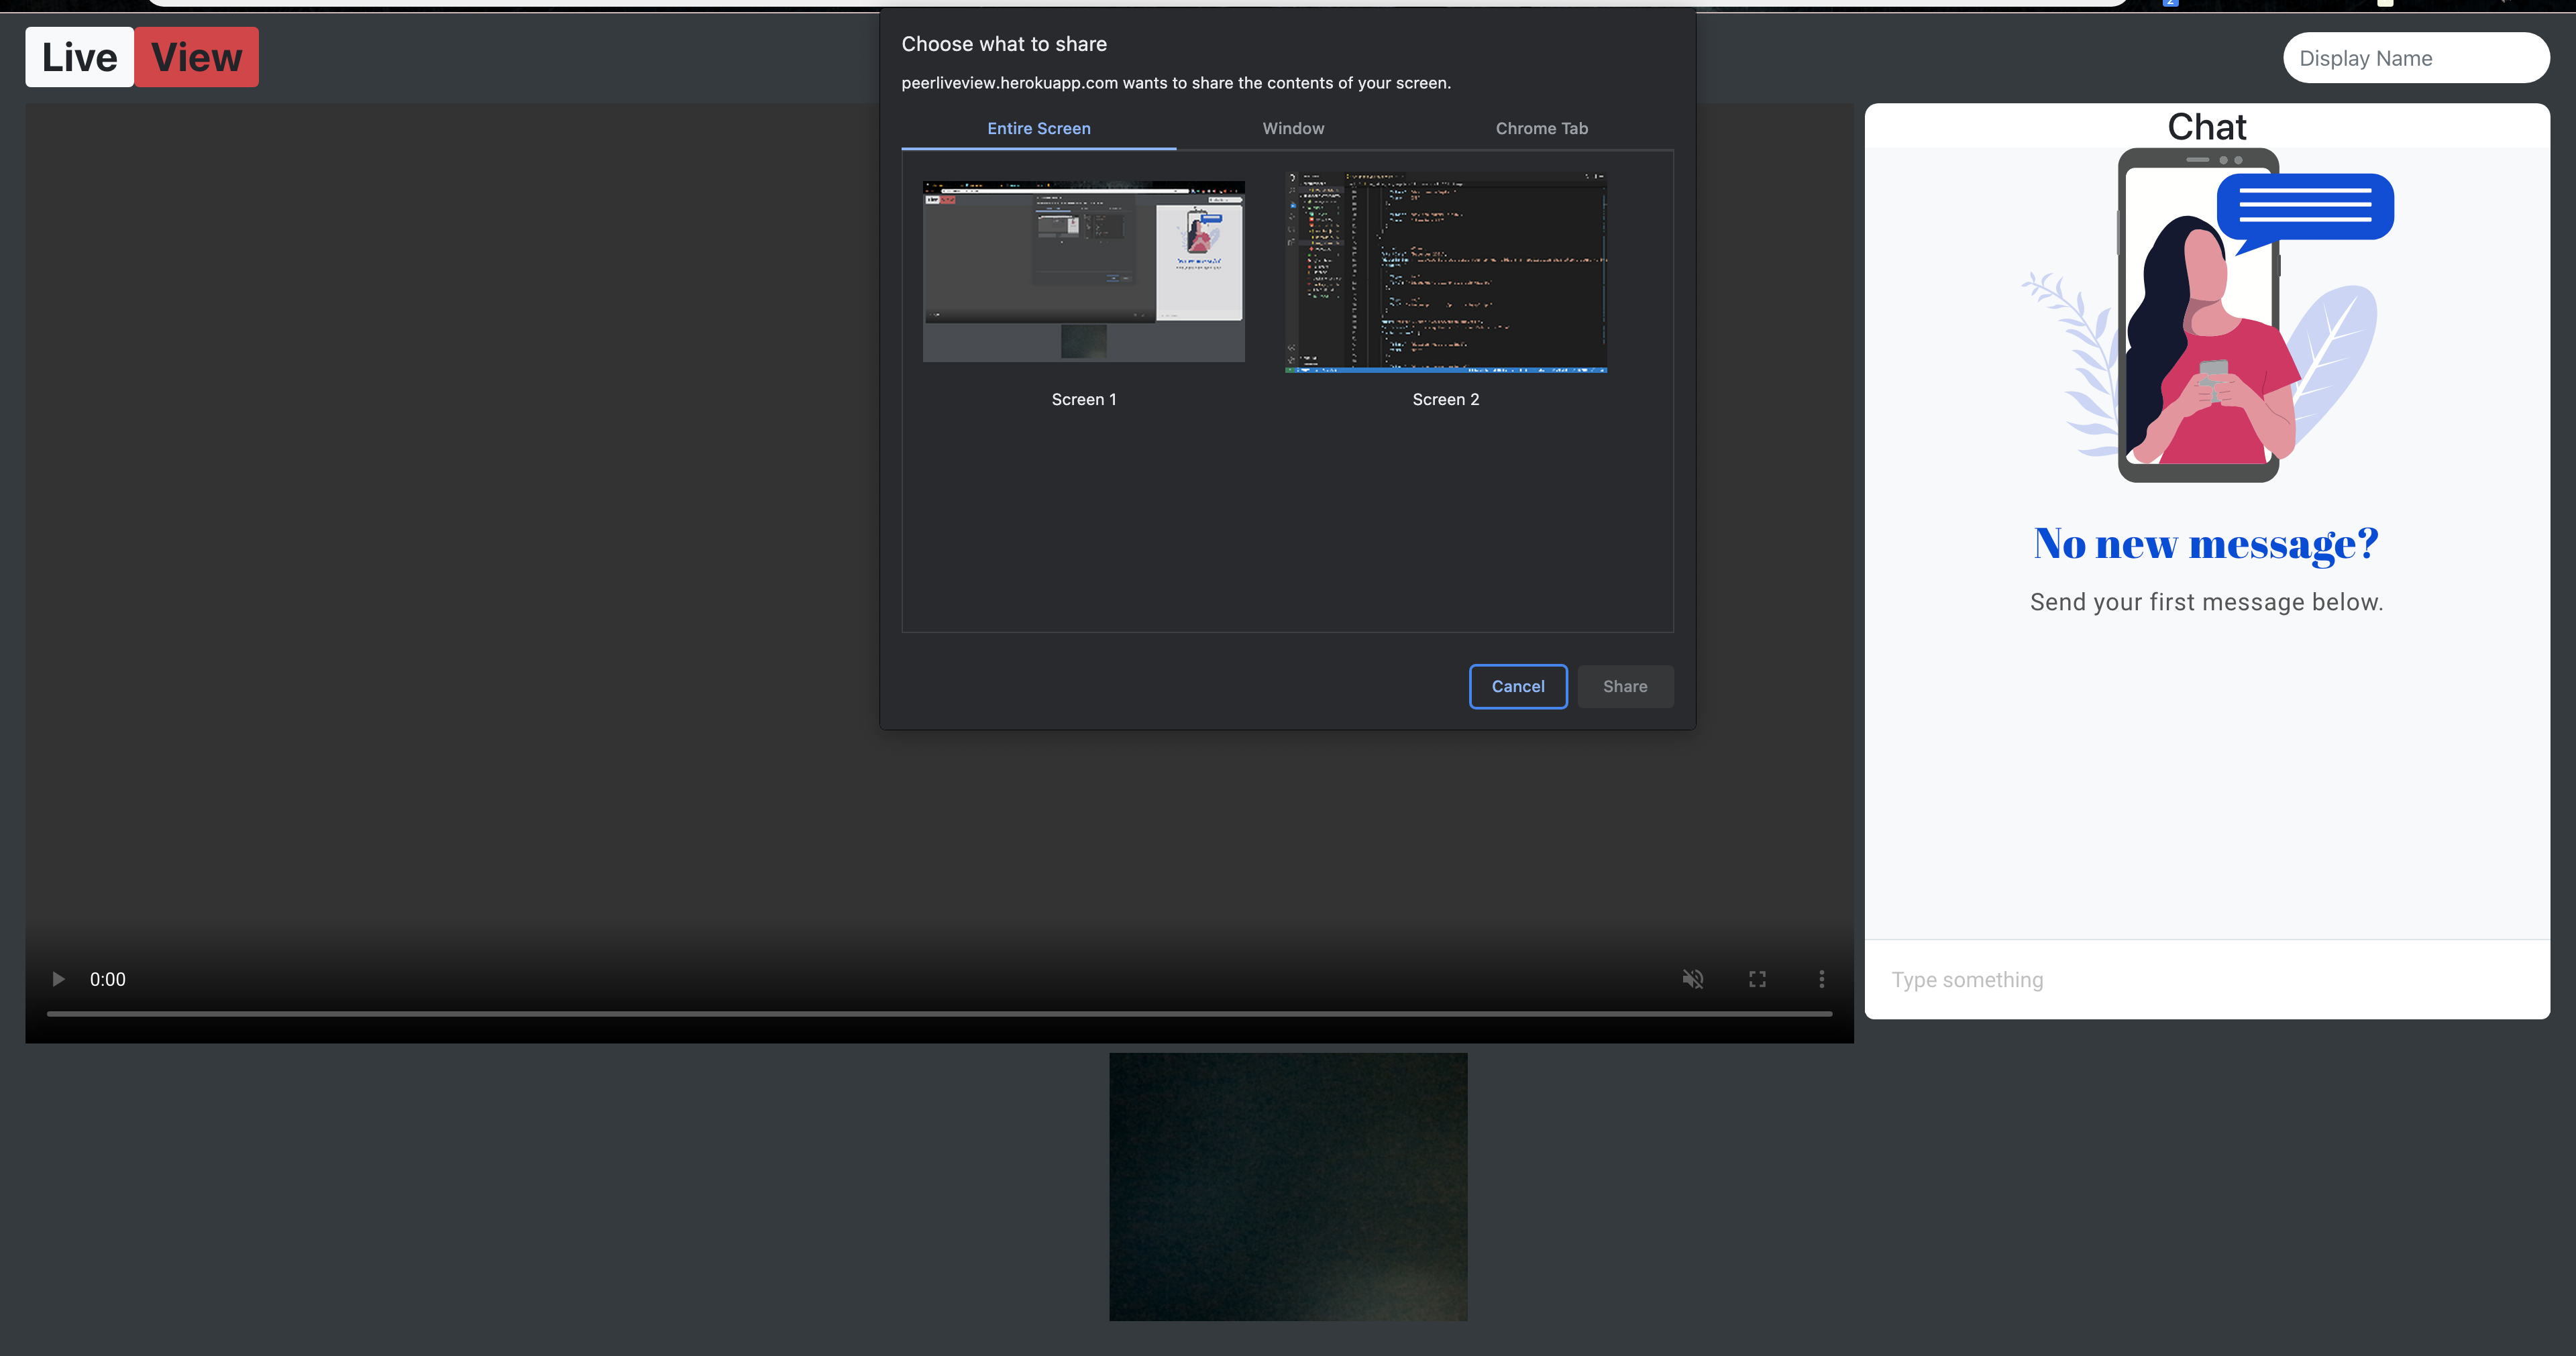 Live View
Choose what to share
peerliveview.herokuapp.com wants to share the contents of your screen.
Entire Screen
Window
Chrome Tab
Screen 1
Screen 2
Cancel
Share
Display Name
Chat
No new message?
Send your first message below.
Type something
0:00